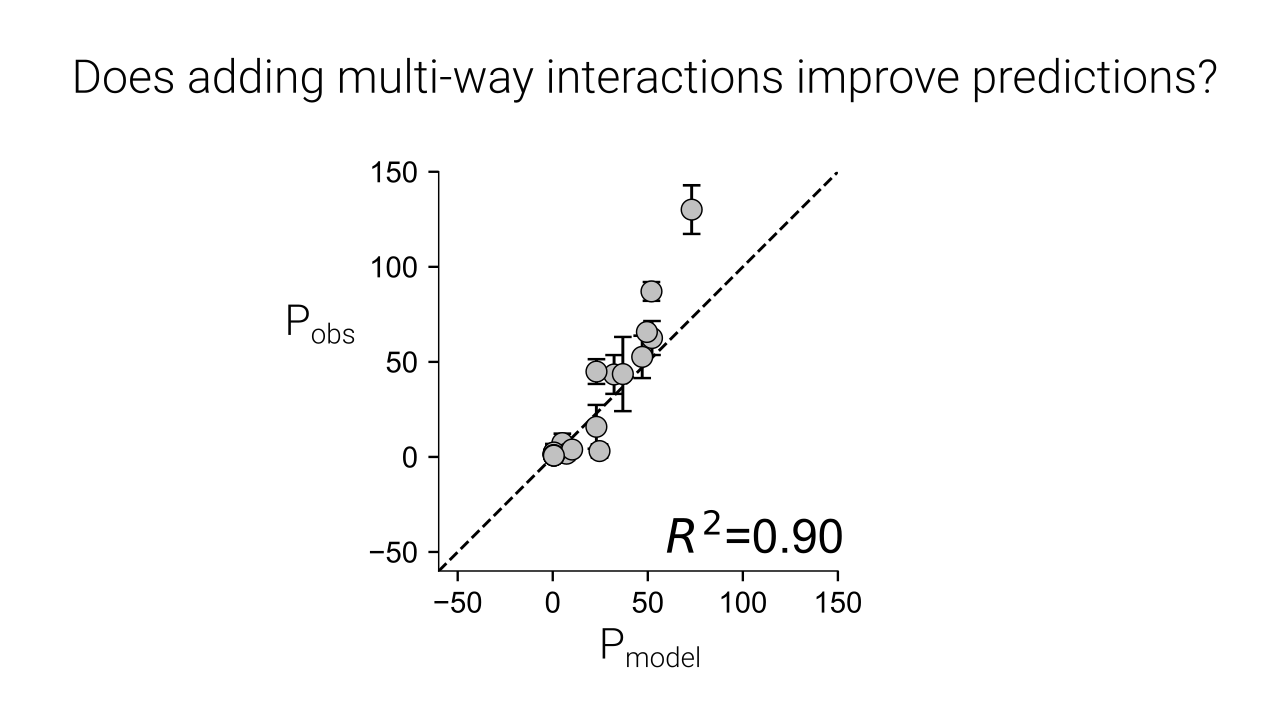 Does adding multi-way interactions improve predictions?
150
100
50
0
−50
P_obs
R²=0.90
−50 0 50 100 150
P_model